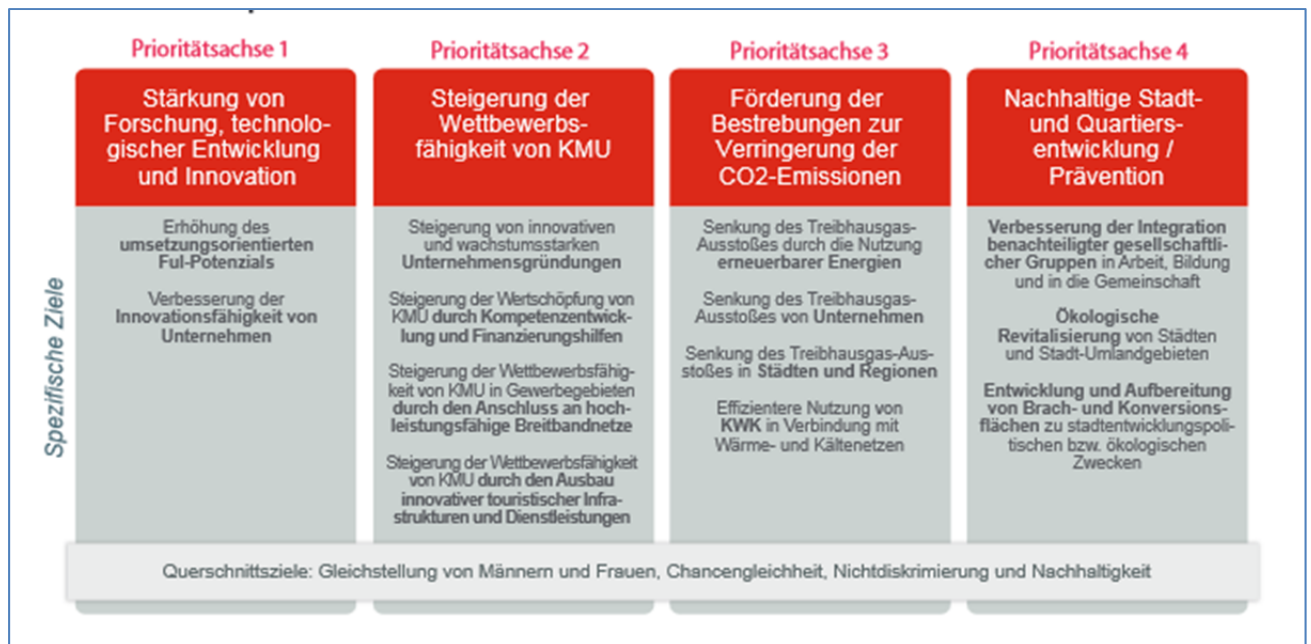 Prioritätsachse 1
Stärkung von
Forschung, technolo-
gischer Entwicklung
und Innovation
Erhöhung des
umsetzungsorientierten
FuI-Potenzials
Verbesserung der
Innovationsfähigkeit von
Unternehmen
Prioritätsachse 2
Steigerung der
Wettbewerbs-
fähigkeit von KMU
Steigerung von innovativen
und wachstumsstarken
Unternehmensgründungen
Steigerung der Wertschöpfung von
KMU durch Kompetenzentwick-
lung und Finanzierungshilfen
Steigerung der Wettbewerbsfähig-
keit von KMU in Gewerbegebieten
durch den Anschluss an hoch-
leistungsfähige Breitbandnetze
Steigerung der Wettbewerbsfähigkeit
von KMU durch den Ausbau
innovativer touristischer Infra-
strukturen und Dienstleistungen
Prioritätsachse 3
Förderung der
Bestrebungen zur
Verringerung der
CO2-Emissionen
Senkung des Treibhausgas-
Ausstoßes durch die Nutzung
erneuerbarer Energien
Senkung des Treibhausgas-
Ausstoßes von Unternehmen
Senkung des Treibhausgas-Aus-
stoßes in Städten und Regionen
Effizientere Nutzung von
KWK in Verbindung mit
Wärme- und Kältenetzen
Prioritätsachse 4
Nachhaltige Stadt-
und Quartiers-
entwicklung /
Prävention
Verbesserung der Integration
benachteiligter gesellschaftli-
cher Gruppen in Arbeit, Bildung
und in die Gemeinschaft
Ökologische
Revitalisierung von Städten
und Stadt-Umlandgebieten
Entwicklung und Aufbereitung
von Brach- und Konversions-
flächen zu stadtentwicklungspoli-
tischen bzw. ökologischen
Zwecken
Spezifische Ziele
Querschnittsziele: Gleichstellung von Männern und Frauen, Chancengleichheit, Nichtdiskrimierung und Nachhaltigkeit